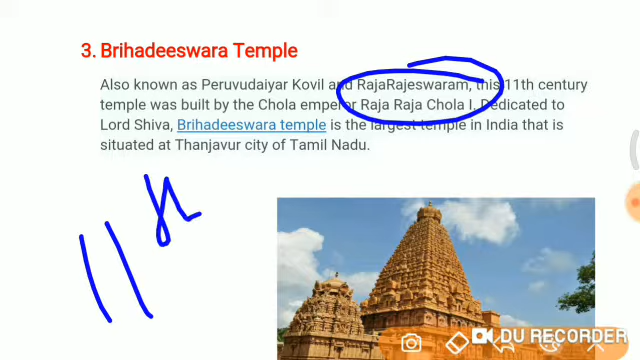 3. Brihadeeswara Temple
Also known as Peruvudaiyar Kovil and RajaRajeswaram, this 11th century
temple was built by the Chola emperor Raja Raja Chola I. Dedicated to
Lord Shiva, Brihadeeswara temple is the largest temple in India that is
situated at Thanjavur city of Tamil Nadu.
11th
DU RECORDER